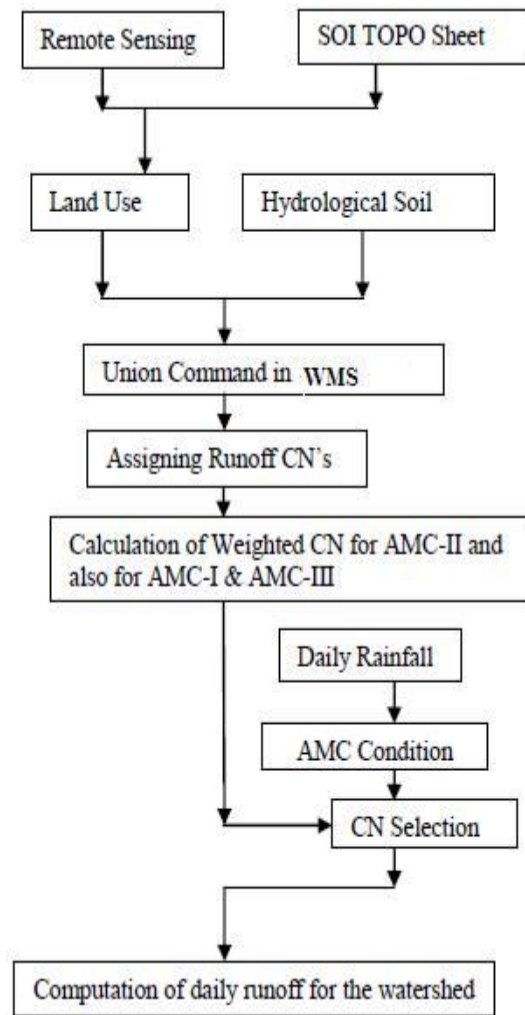 Remote Sensing
SOI TOPO Sheet
Land Use
Hydrological Soil
Union Command in WMS
Assigning Runoff CN’s
Calculation of Weighted CN for AMC-II and
also for AMC-I & AMC-III
Daily Rainfall
AMC Condition
CN Selection
Computation of daily runoff for the watershed